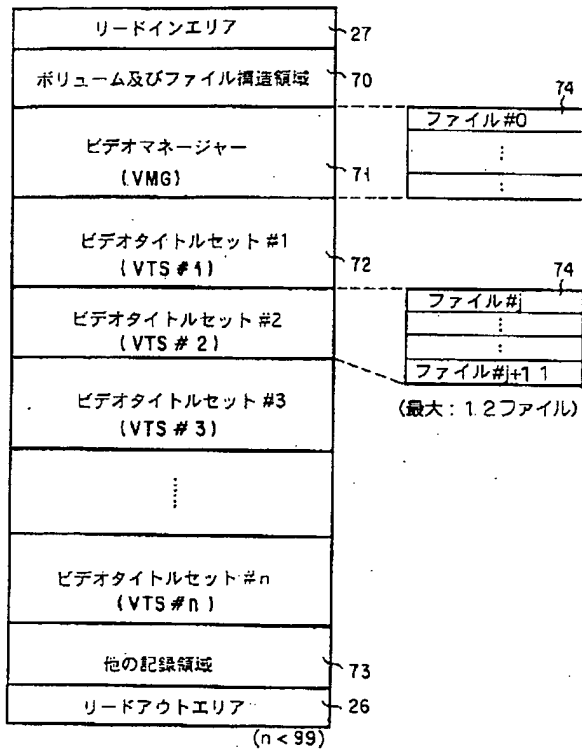 リードインエリア
27
ボリューム及びファイル構造領域
70
ビデオマネージャー
(VMG)
71
74
ファイル#0
⋮
:
ビデオタイトルセット #1
(VTS #1)
72
74
ファイル#j
⋮
:
ファイル#j+11
(最大:12ファイル)
ビデオタイトルセット #2
(VTS # 2)
ビデオタイトルセット #3
(VTS # 3)
⋮
ビデオタイトルセット #n
(VTS #n)
他の記録領域
73
リードアウトエリア
26
(n < 99)